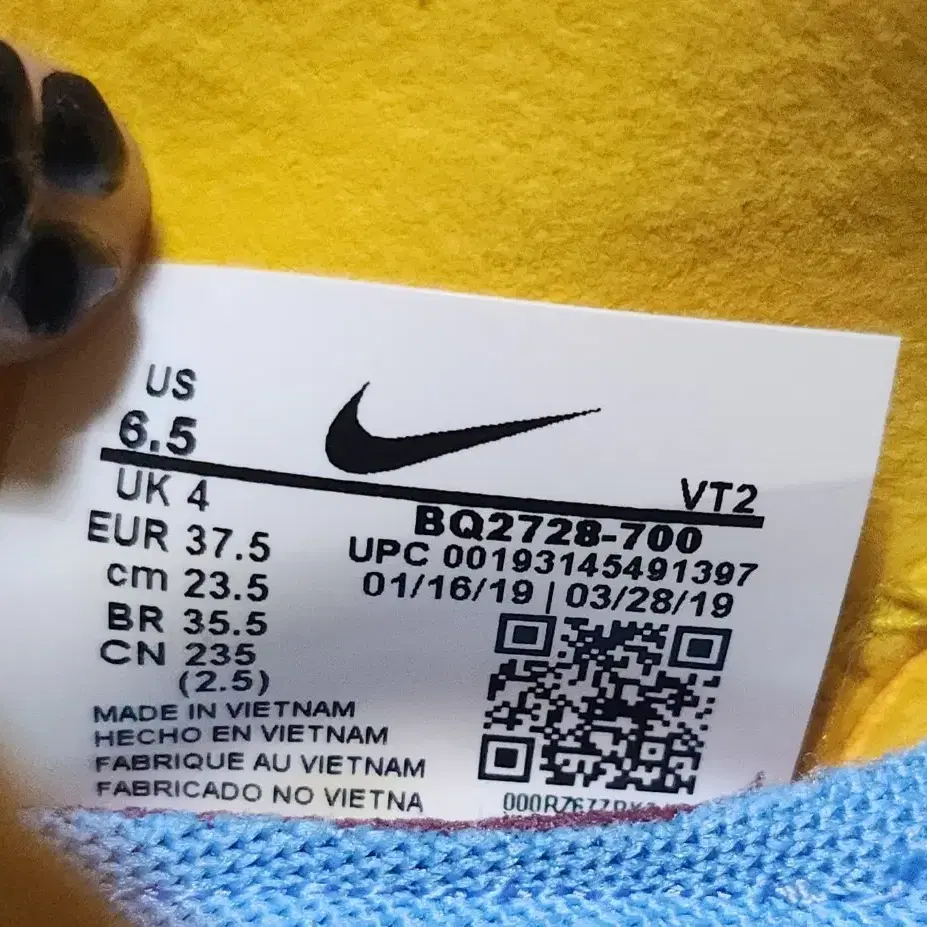 US
6.5
UK 4
EUR 37.5
cm 23.5
BR 35.5
CN 235
(2.5)
VT2
BQ2728-700
UPC 00193145491397
01/16/19 | 03/28/19
MADE IN VIETNAM
HECHO EN VIETNAM
FABRIQUE AU VIETNAM
FABRICADO NO VIETNA